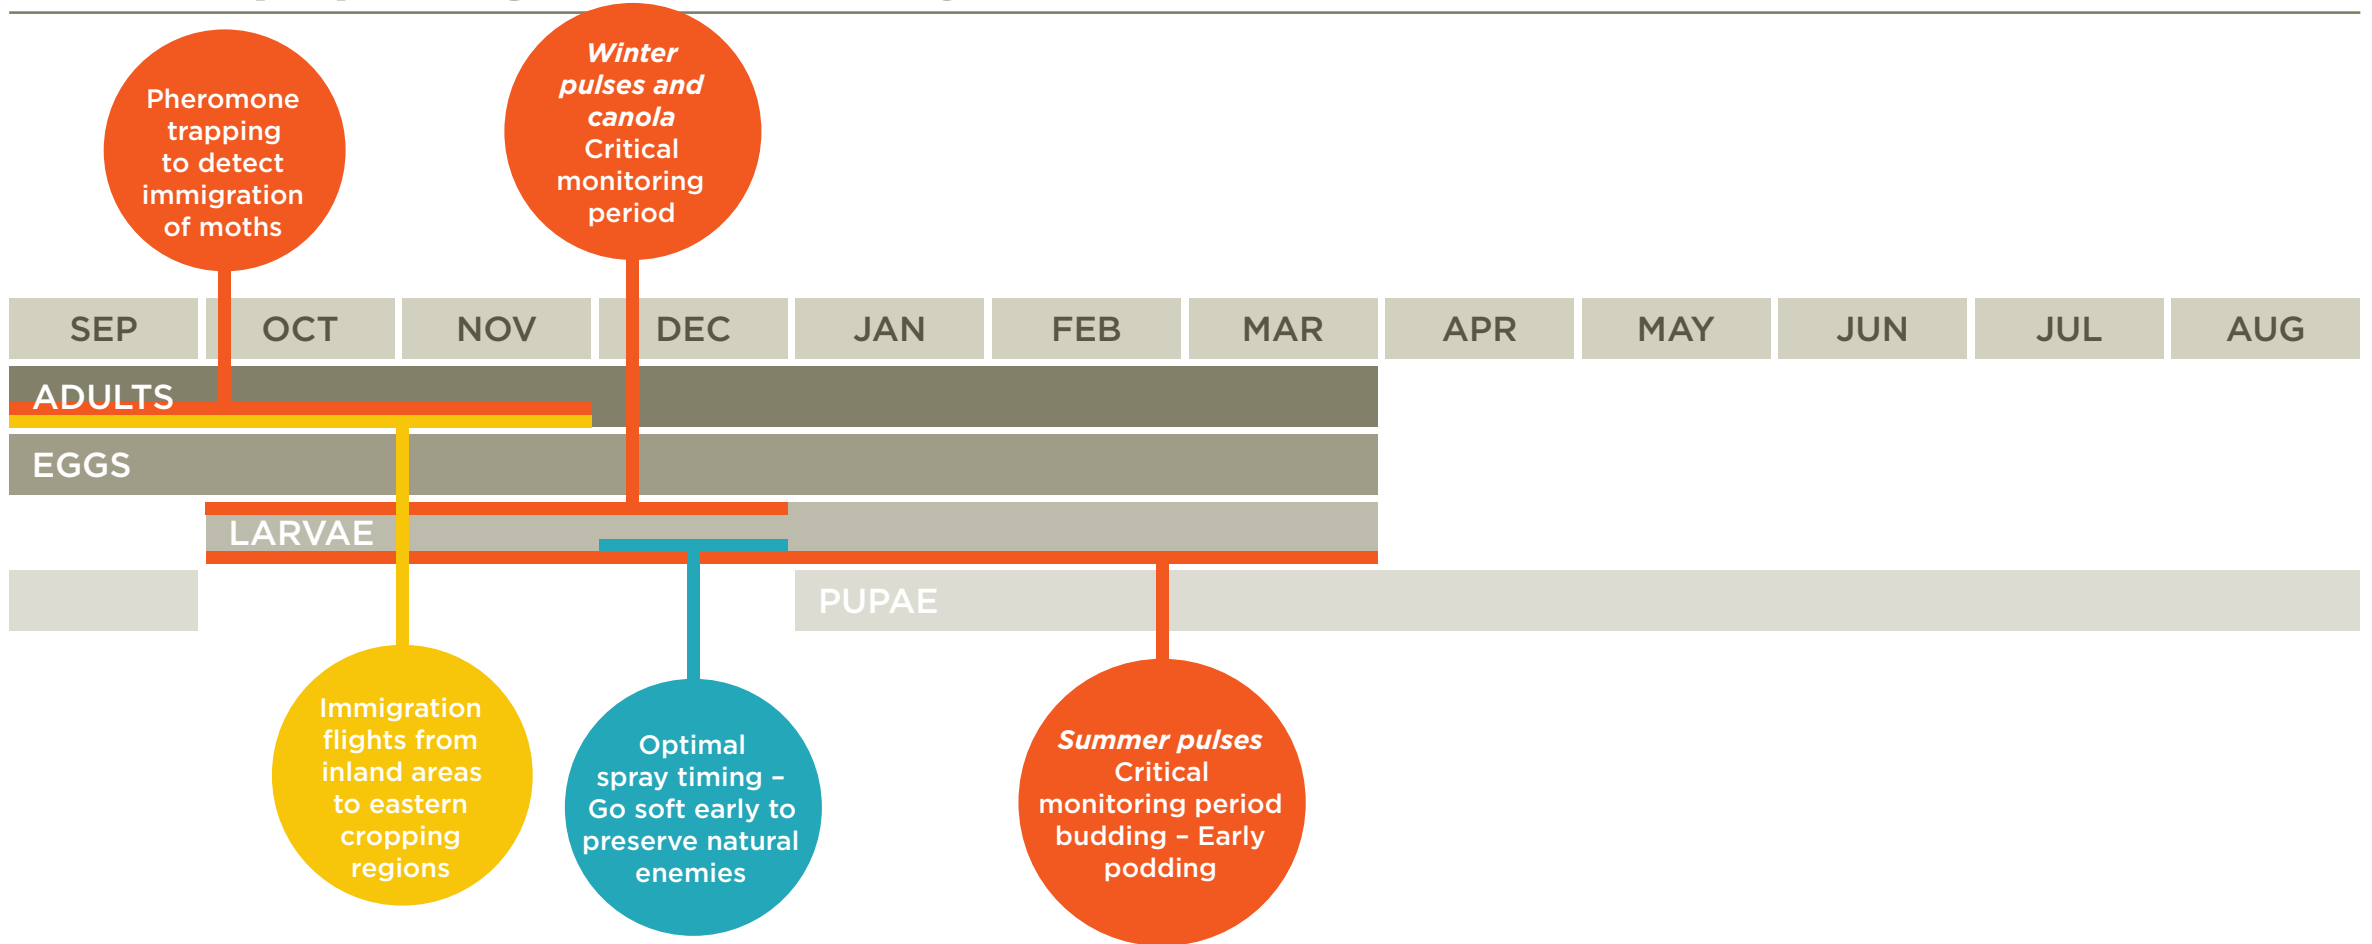 Pheromone
trapping
to detect
immigration
of moths
Winter
pulses and
canola
Critical
monitoring
period
SEP OCT NOV DEC JAN FEB MAR APR MAY JUN JUL AUG
ADULTS
EGGS
LARVAE
PUPAE
Immigration
flights from
inland areas
to eastern
cropping
regions
Optimal
spray timing –
Go soft early to
preserve natural
enemies
Summer pulses
Critical
monitoring period
budding – Early
podding